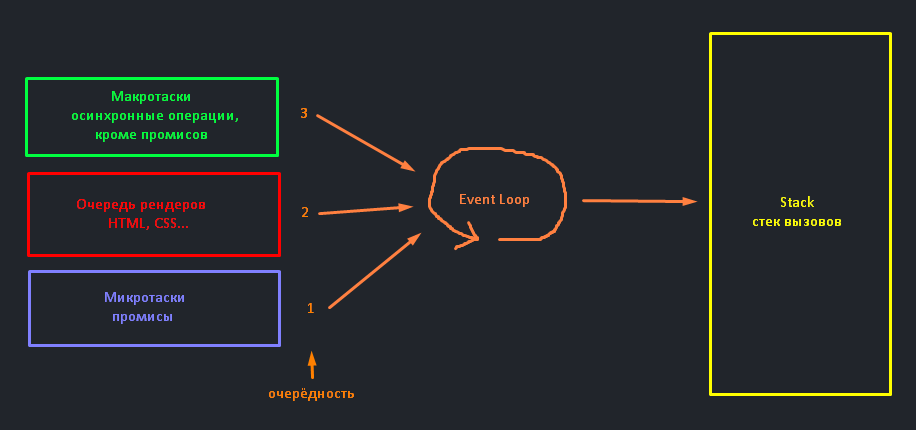 Макротаски
осинхронные операции,
кроме промисов
3
Очередь рендеров
HTML, CSS...
2
Микротаски
промисы
1
очерёдность
Event Loop
Stack
стек вызовов